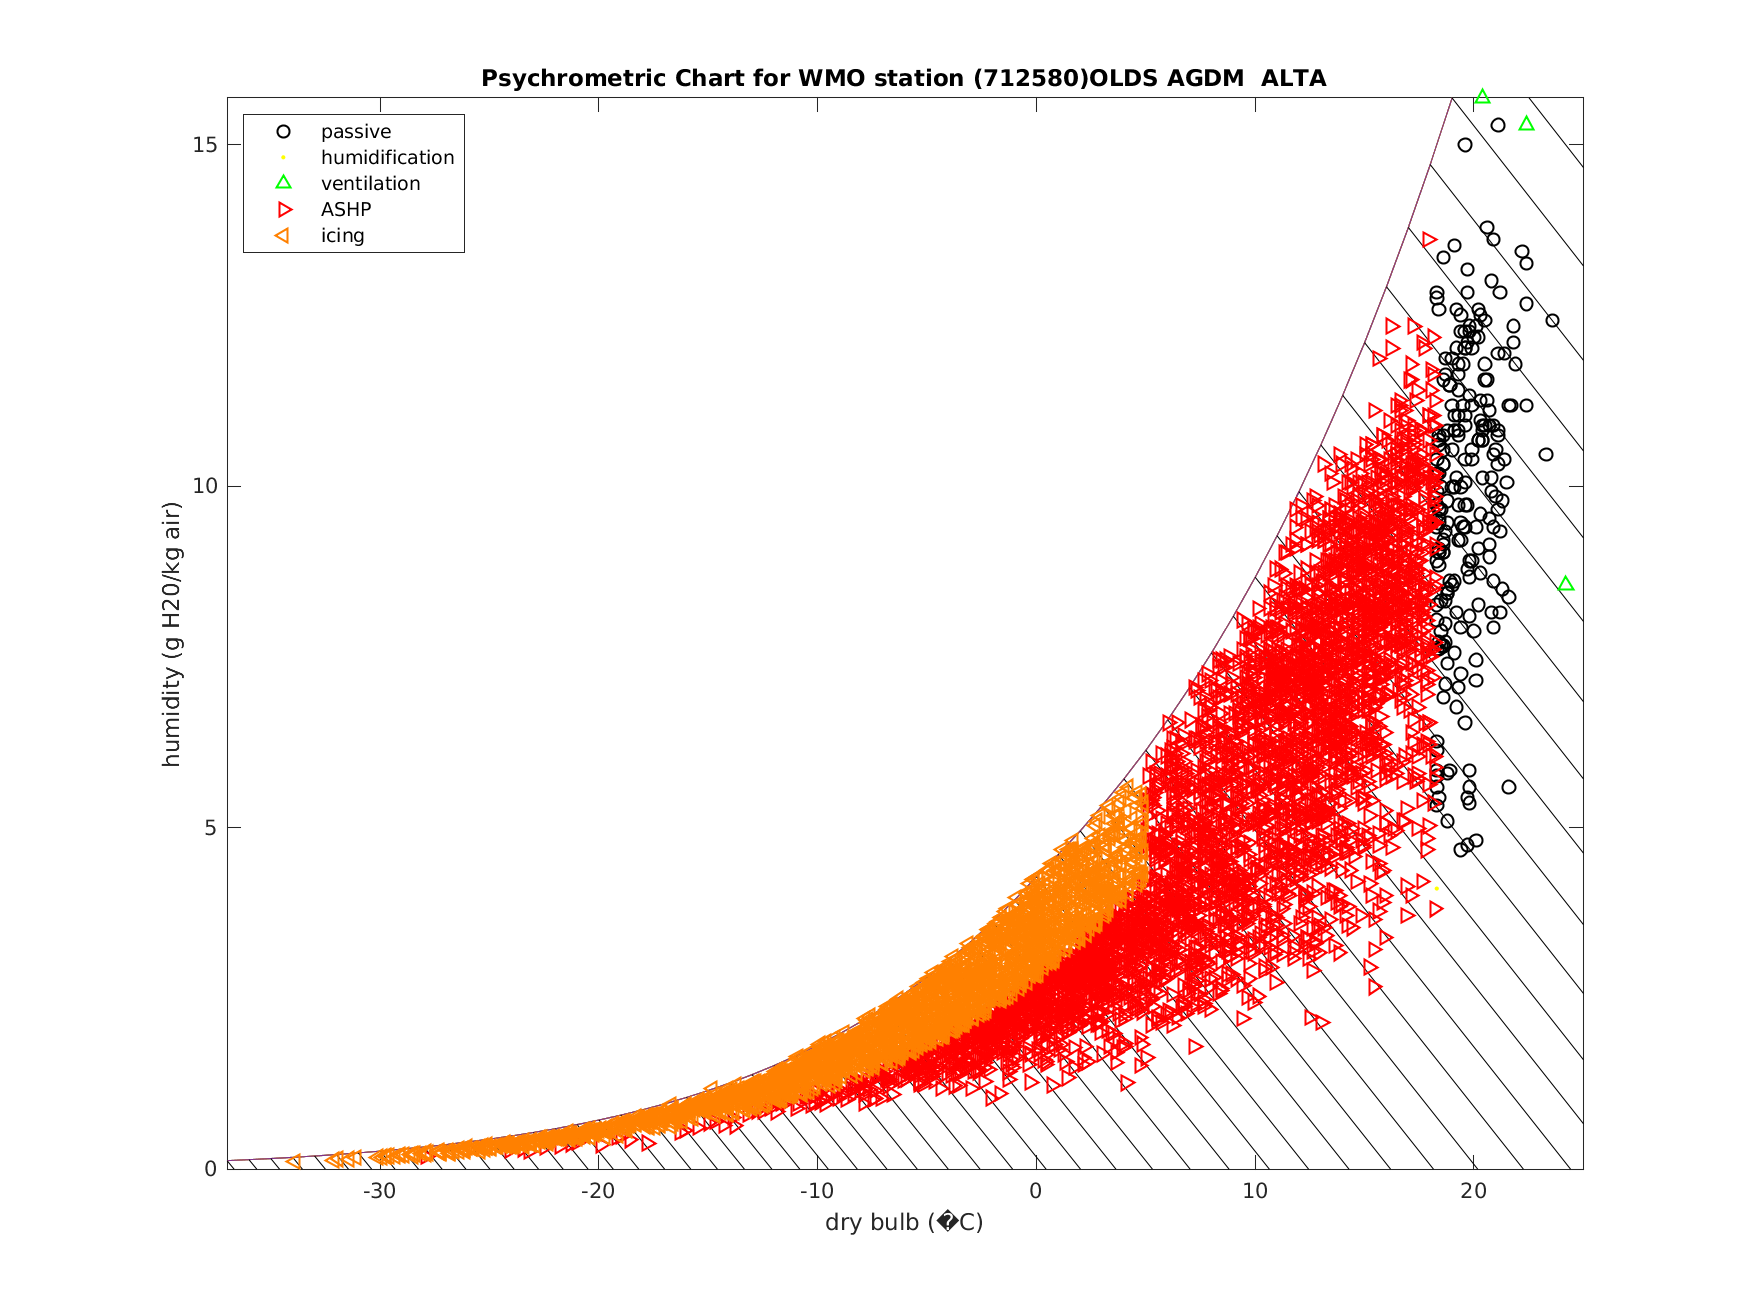 Psychrometric Chart for WMO station (712580)OLDS AGDM  ALTA
passive
humidification
ventilation
ASHP
icing
15
10
5
0
humidity (g H20/kg air)
-30
-20
-10
0
10
20
dry bulb (�C)